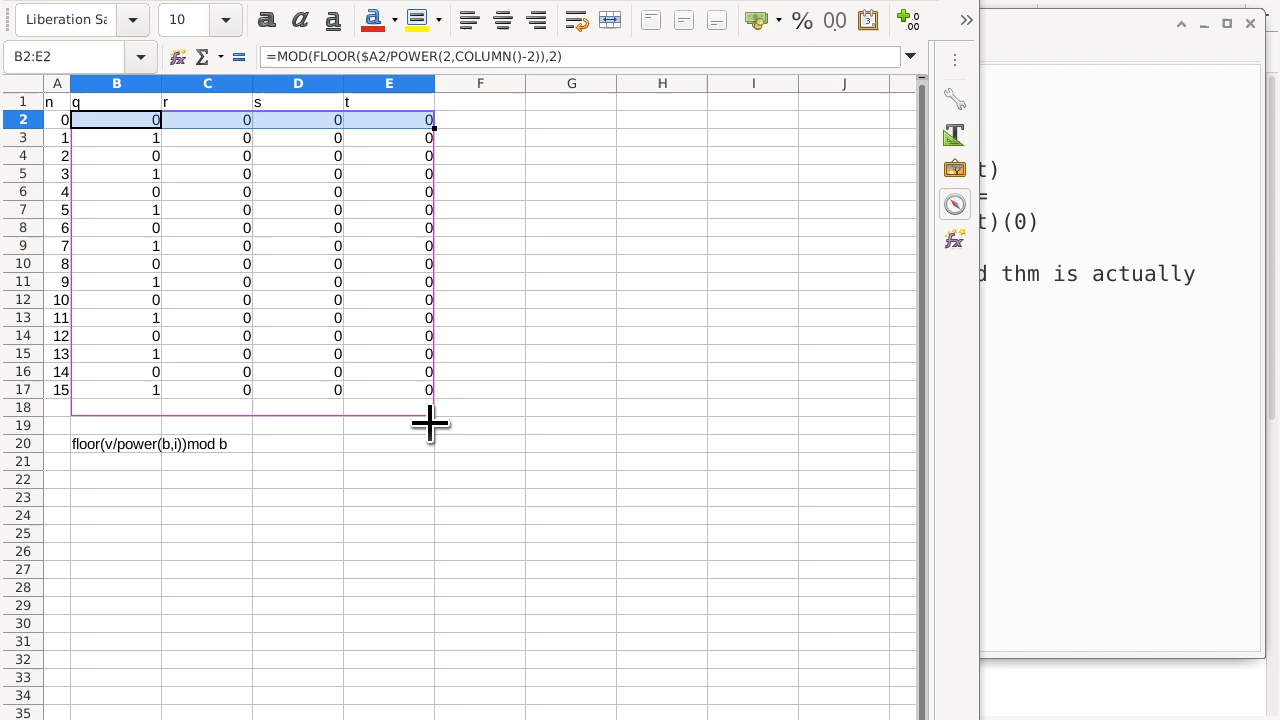 Liberation Sa 10 a a a a % 00 .0 »
B2:E2 fx Σ = =MOD(FLOOR($A2/POWER(2,COLUMN()-2)),2)
A B C D E F G H I J
1 n q r s t
2 0 0 0 0 0
3 1 1 0 0 0
4 2 0 0 0 0
5 3 1 0 0 0
6 4 0 0 0 0
7 5 1 0 0 0
8 6 0 0 0 0
9 7 1 0 0 0
10 8 0 0 0 0
11 9 1 0 0 0
12 10 0 0 0 0
13 11 1 0 0 0
14 12 0 0 0 0
15 13 1 0 0 0
16 14 0 0 0 0
17 15 1 0 0 0
18
19
20 floor(v/power(b,i))mod b
21
22
23
24
25
26
27
28
29
30
31
32
33
34
35
t)
=
t)(0)
d thm is actually